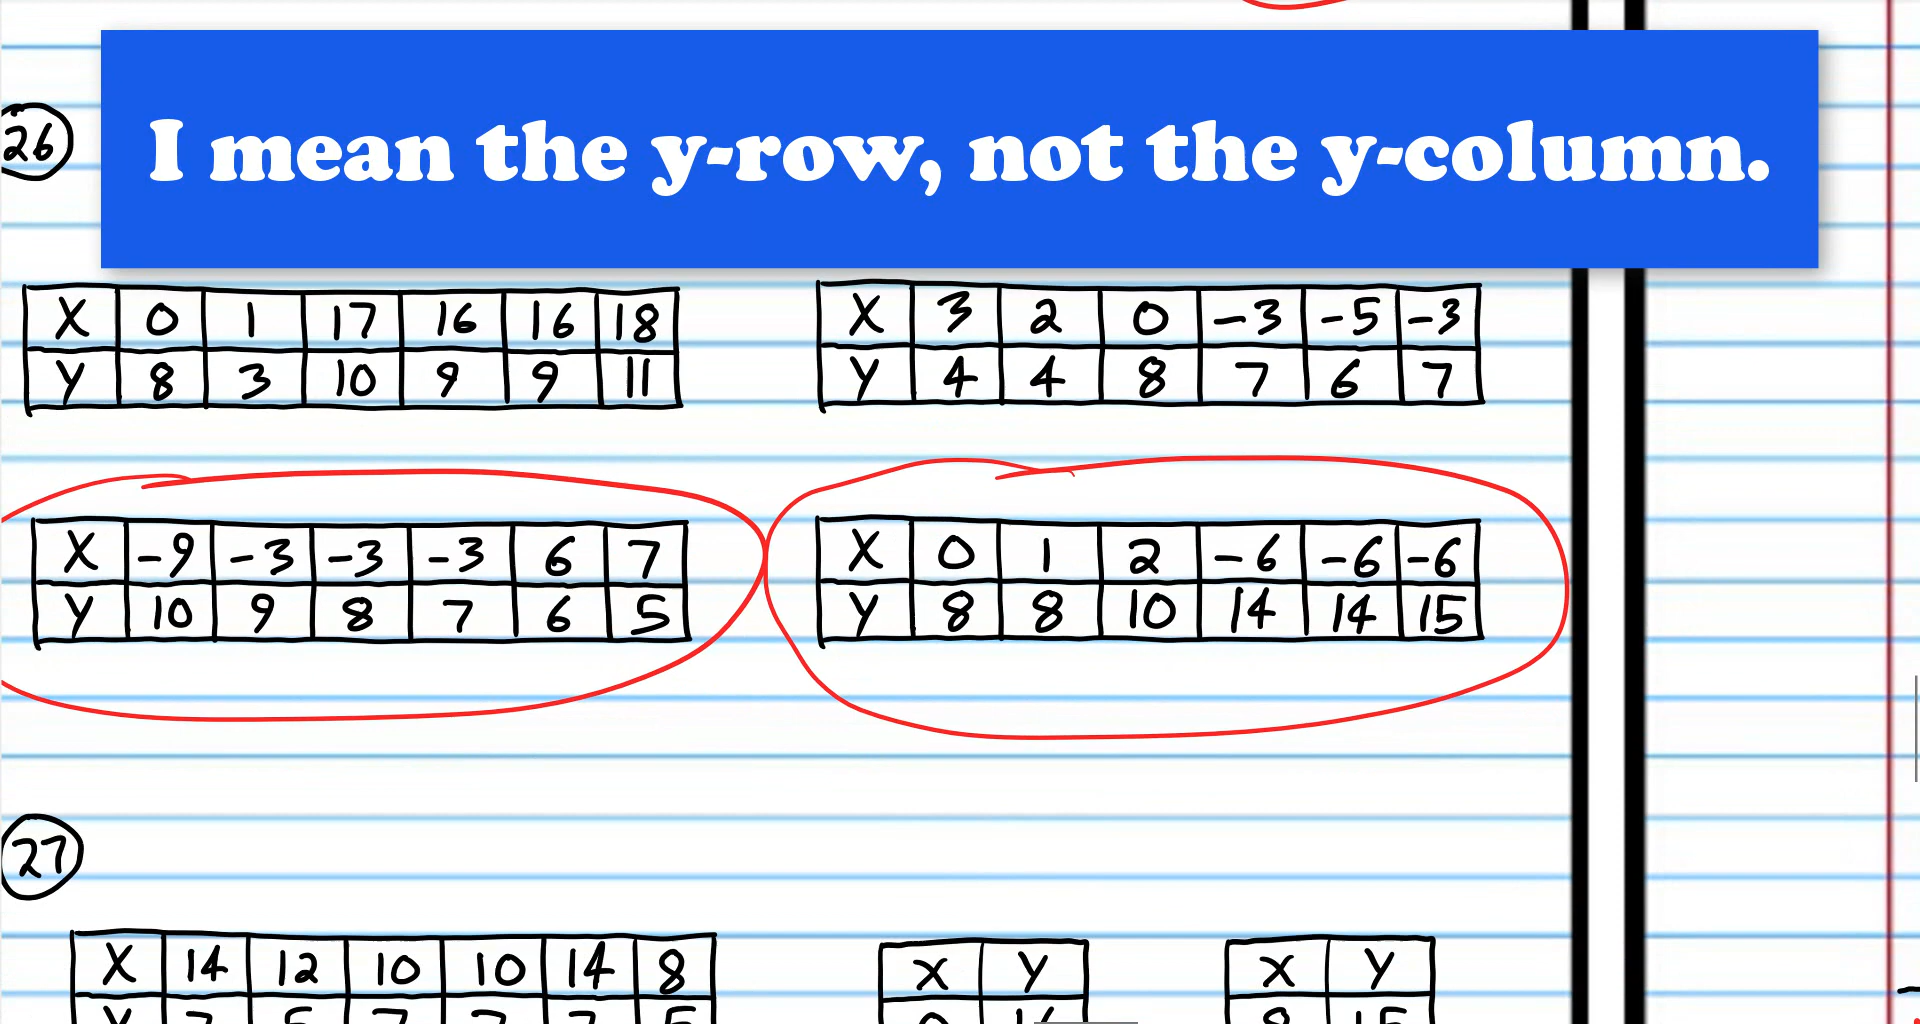 I mean the y-row, not the y-column.
26
X 0 1 17 16 16 18
Y 8 3 10 9 9 11
X 3 2 0 -3 -5 -3
Y 4 4 8 7 6 7
X -9 -3 -3 -3 6 7
Y 10 9 8 7 6 5
X 0 1 2 -6 -6 -6
Y 8 8 10 14 14 15
27
X 14 12 10 10 14 8
X Y
X Y